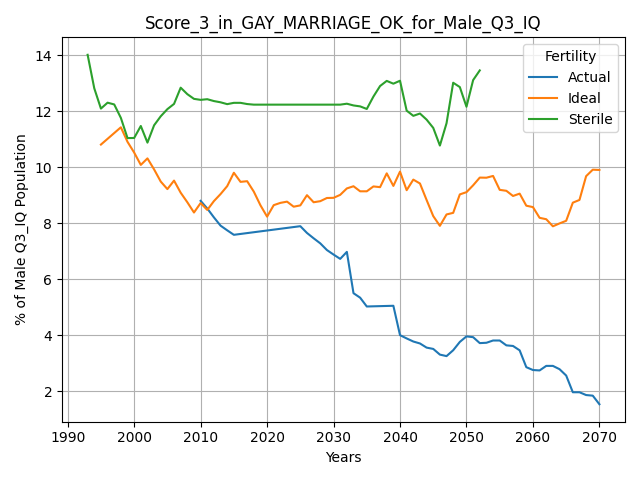 Score_3_in_GAY_MARRIAGE_OK_for_Male_Q3_IQ
% of Male Q3_IQ Population
14
12
10
8
6
4
2
Fertility
Actual
Ideal
Sterile
1990 2000 2010 2020 2030 2040 2050 2060 2070
Years